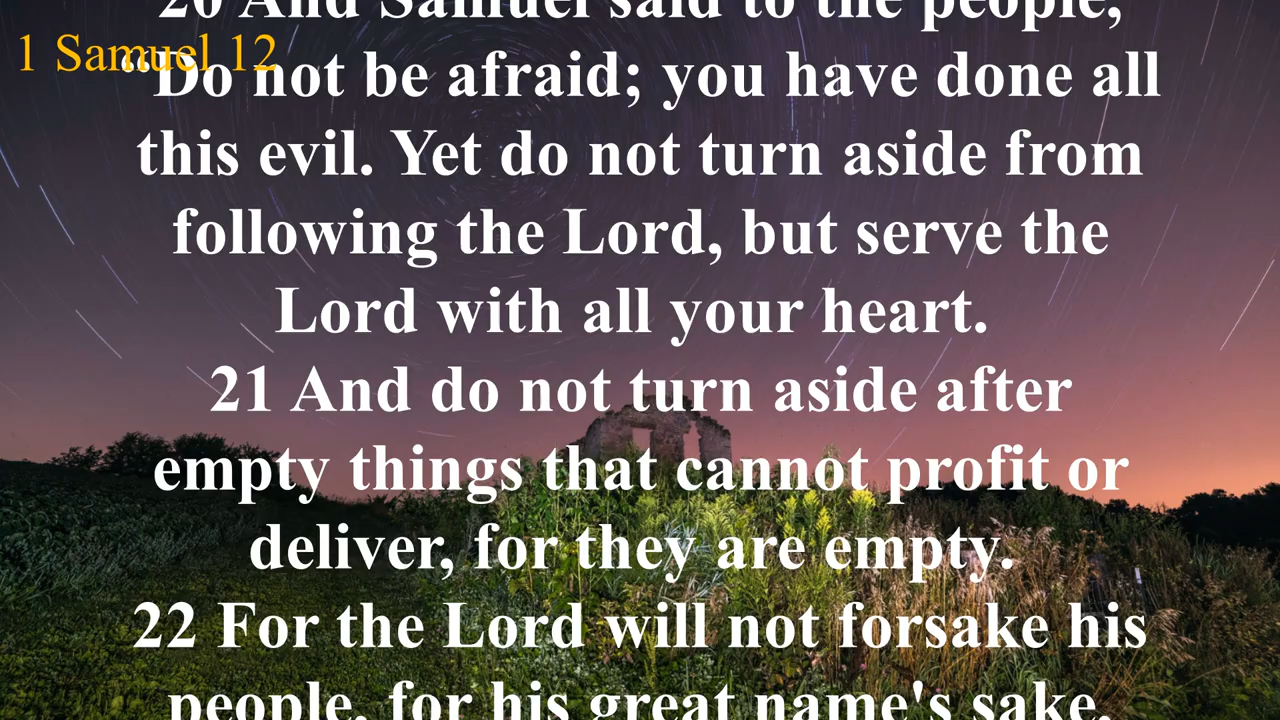 20 And Samuel said to the people,
1 Samuel 12
“Do not be afraid; you have done all
this evil. Yet do not turn aside from
following the Lord, but serve the
Lord with all your heart.
21 And do not turn aside after
empty things that cannot profit or
deliver, for they are empty.
22 For the Lord will not forsake his
people, for his great name's sake,